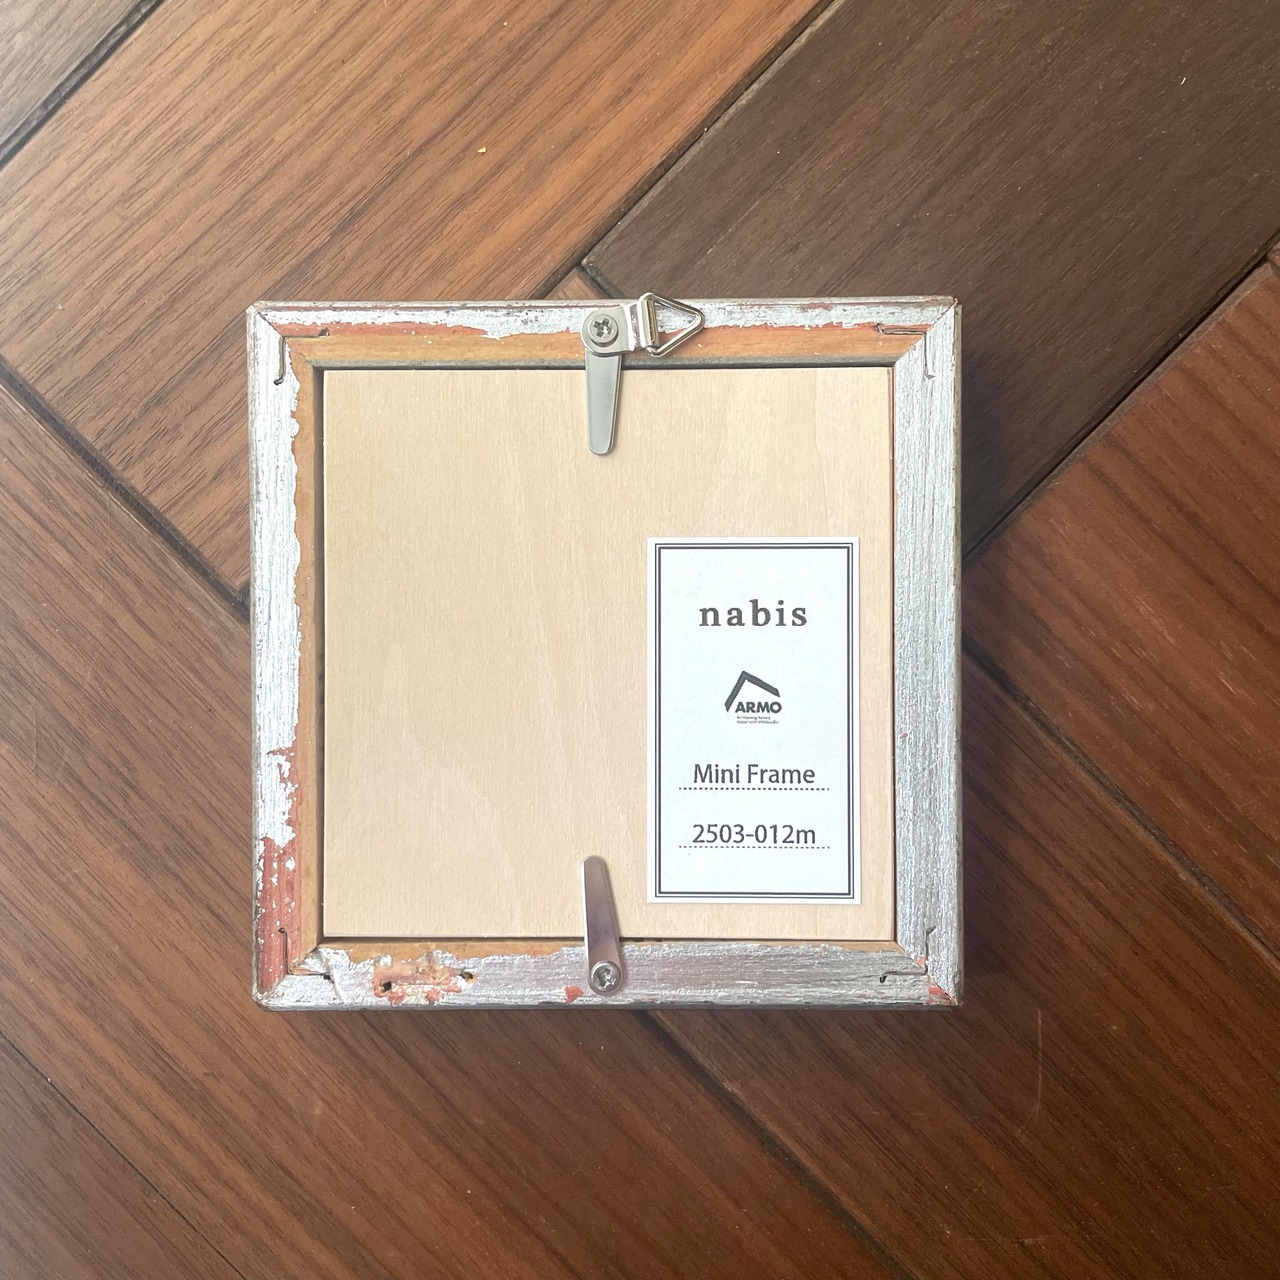 nabis
ARMO
Mini Frame
2503-012m